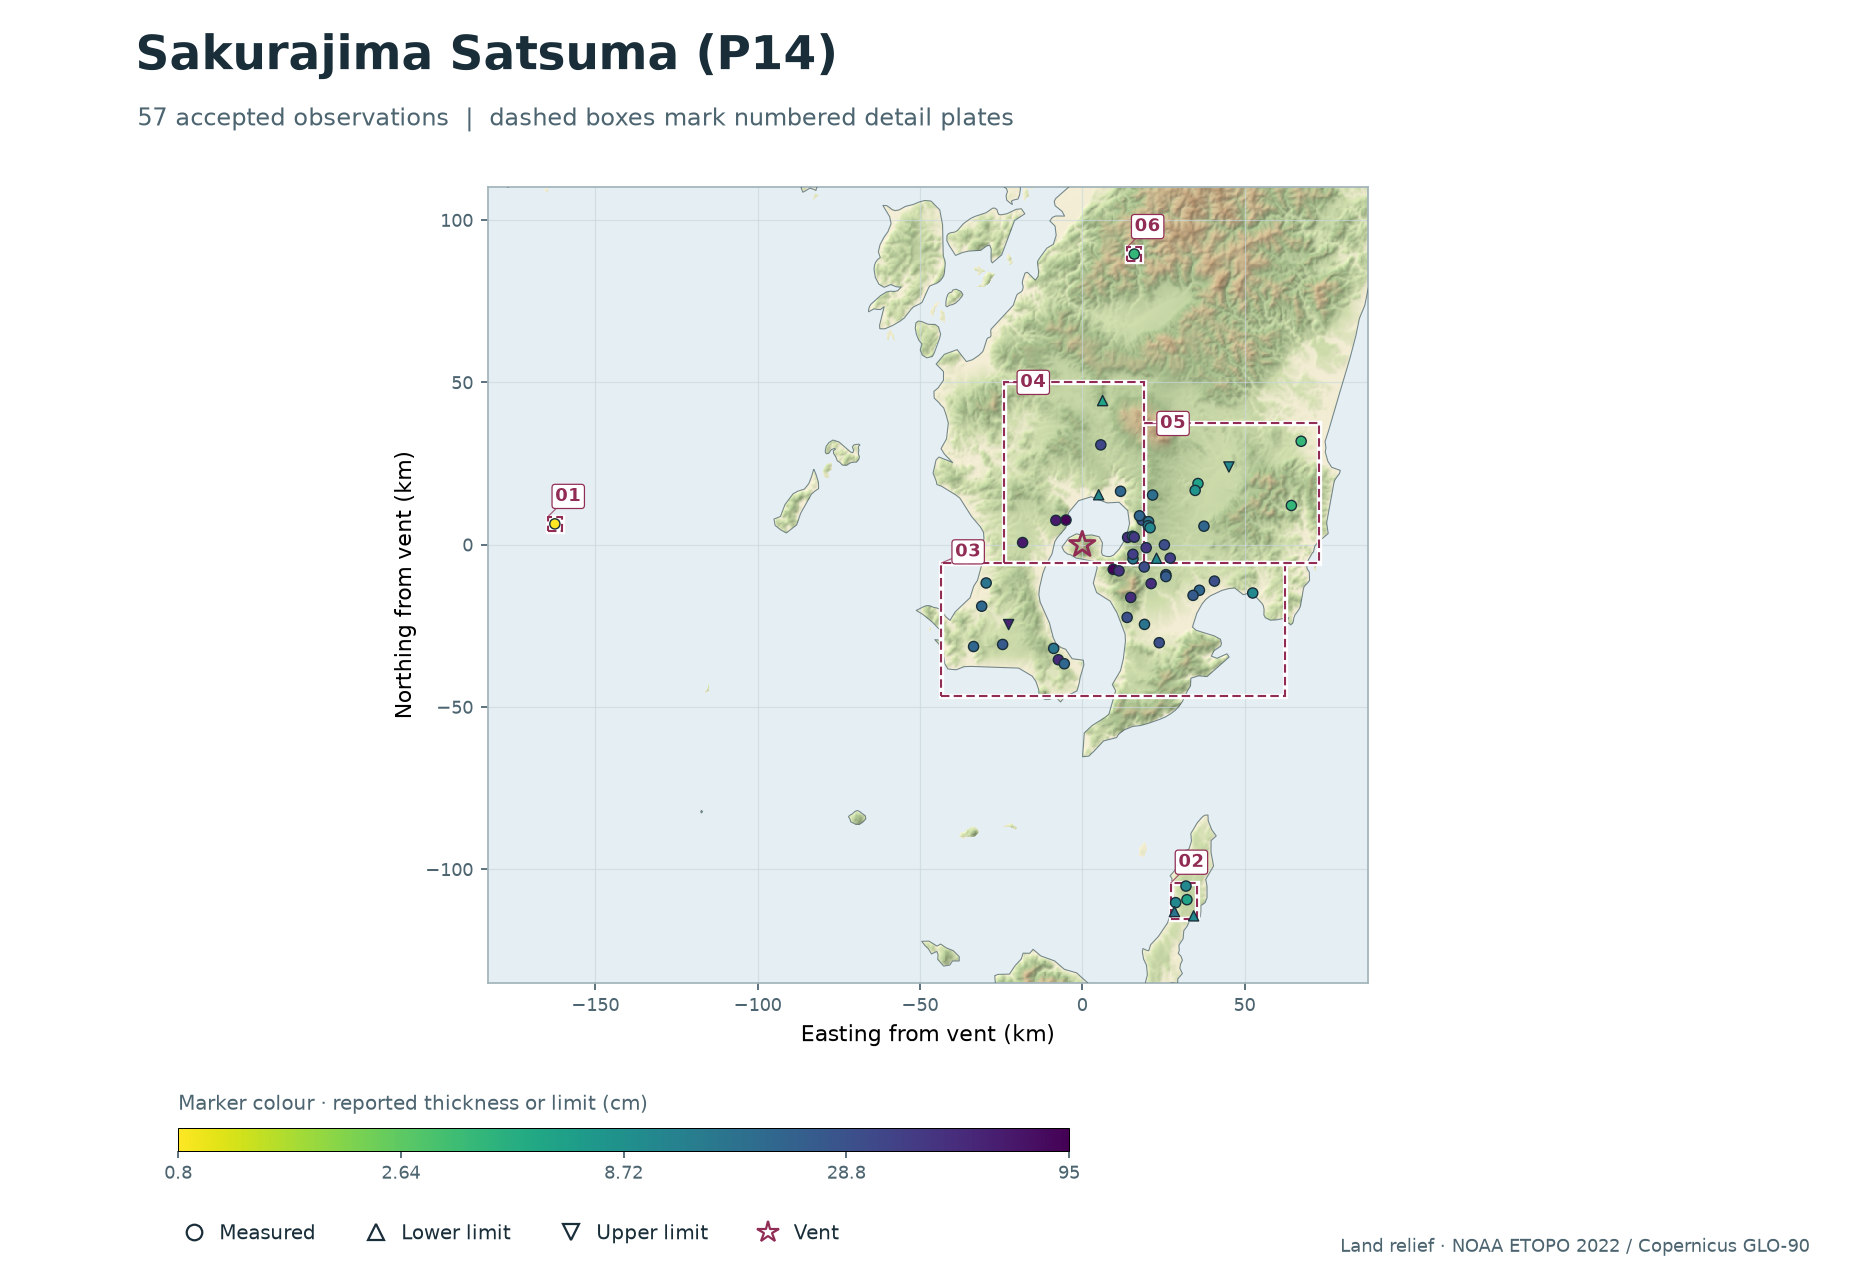 Sakurajima Satsuma (P14)
57 accepted observations | dashed boxes mark numbered detail plates
100
50
0
−50
−100
Northing from vent (km)
06
04
05
01
03
02
−150
−100
−50
0
50
Easting from vent (km)
Marker colour · reported thickness or limit (cm)
0.8
2.64
8.72
28.8
95
Measured
Lower limit
Upper limit
Vent
Land relief · NOAA ETOPO 2022 / Copernicus GLO-90